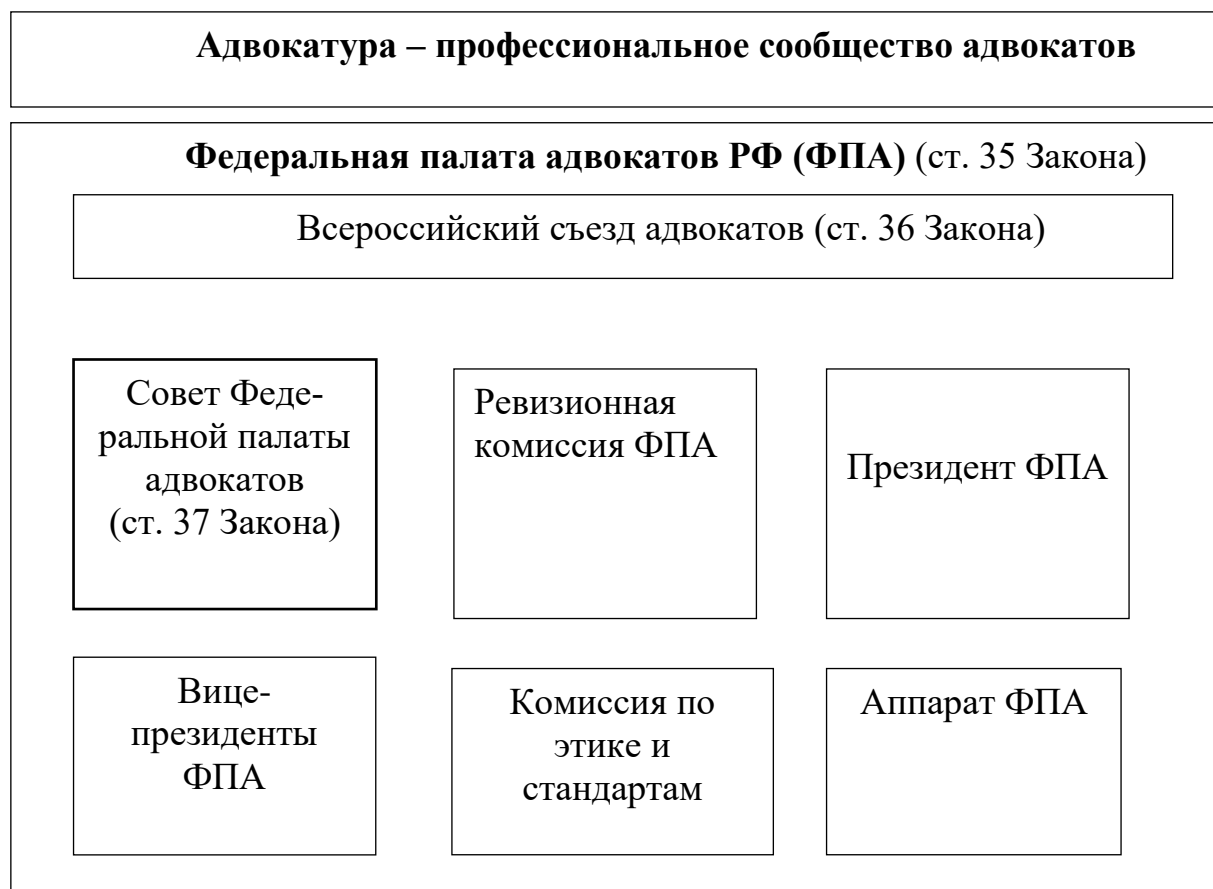 Адвокатура – профессиональное сообщество адвокатов
Федеральная палата адвокатов РФ (ФПА) (ст. 35 Закона)
Всероссийский съезд адвокатов (ст. 36 Закона)
Совет Феде-
ральной палаты
адвокатов
(ст. 37 Закона)
Ревизионная
комиссия ФПА
Президент ФПА
Вице-
президенты
ФПА
Комиссия по
этике и
стандартам
Аппарат ФПА